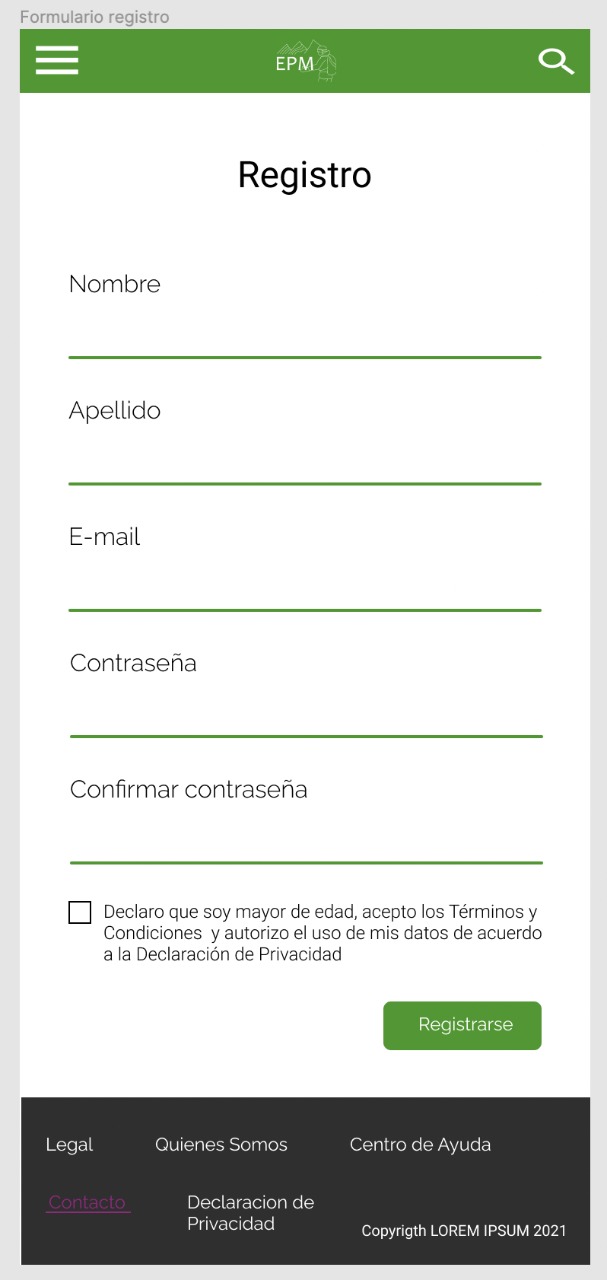 Formulario registro
EPM
Registro
Nombre
Apellido
E-mail
Contraseña
Confirmar contraseña
Declaro que soy mayor de edad, acepto los Términos y
Condiciones y autorizo el uso de mis datos de acuerdo
a la Declaración de Privacidad
Registrarse
Legal
Quienes Somos
Centro de Ayuda
Contacto
Declaracion de
Privacidad
Copyrigth LOREM IPSUM 2021